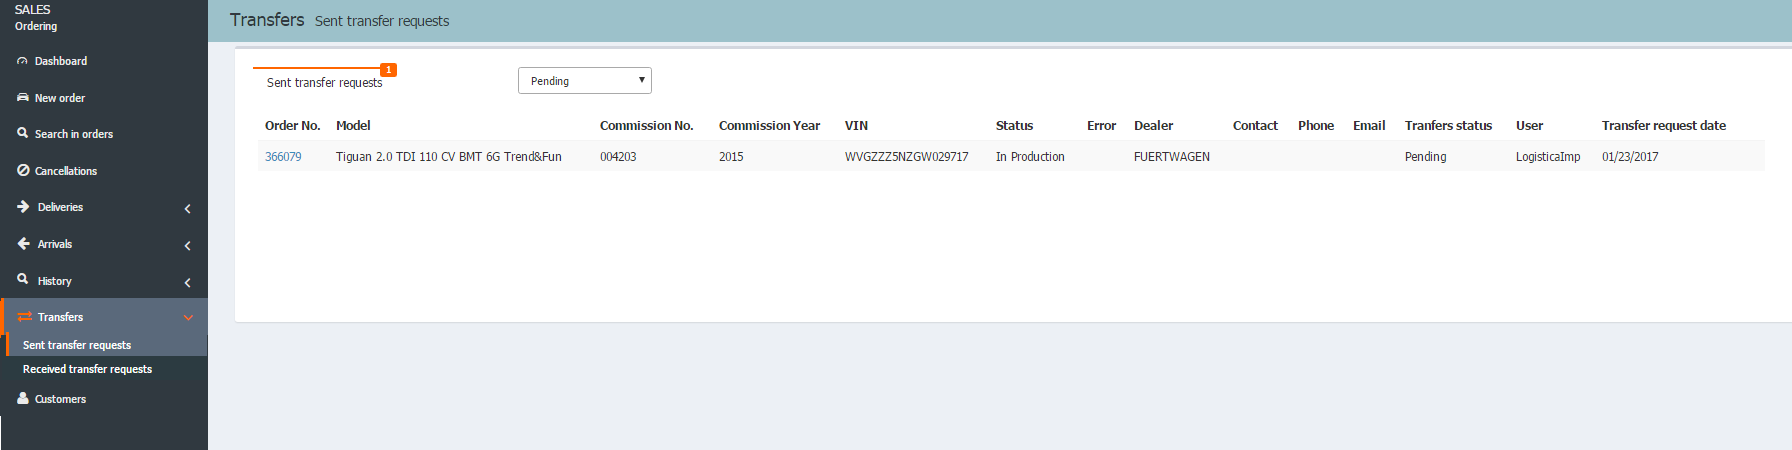 SALES
Ordering
Dashboard
New order
Search in orders
Cancellations
Deliveries
Arrivals
History
Transfers
Sent transfer requests
Received transfer requests
Customers
Transfers Sent transfer requests
Sent transfer requests 1 Pending
Order No. Model Commission No. Commission Year VIN Status Error Dealer Contact Phone Email Tranfers status User Transfer request date
366079 Tiguan 2.0 TDI 110 CV BMT 6G Trend&Fun 004203 2015 WVGZZZ5NZGW029717 In Production FUERTWAGEN Pending LogisticaImp 01/23/2017